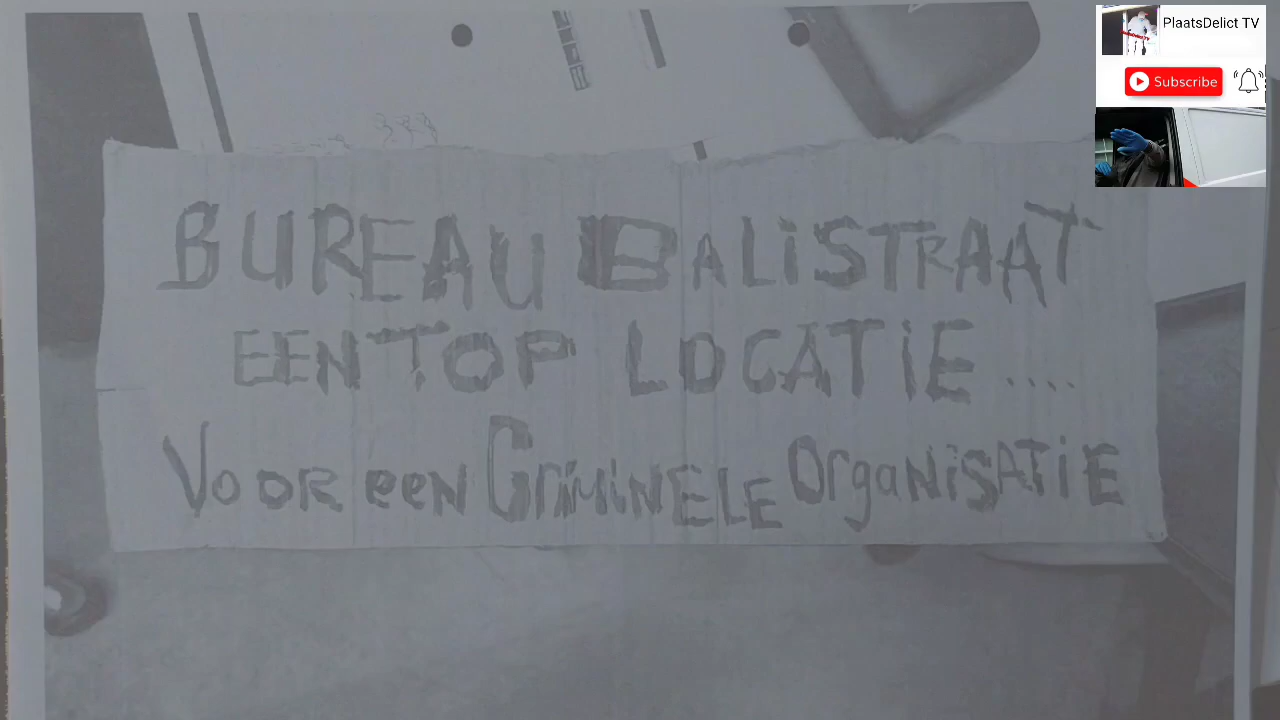 PlaatsDelict TV
Subscribe
BUREAU BALISTRAAT
EEN TOP LOCATIE ....
VOOR eeN CriMiNELE OrgaNiSATiE